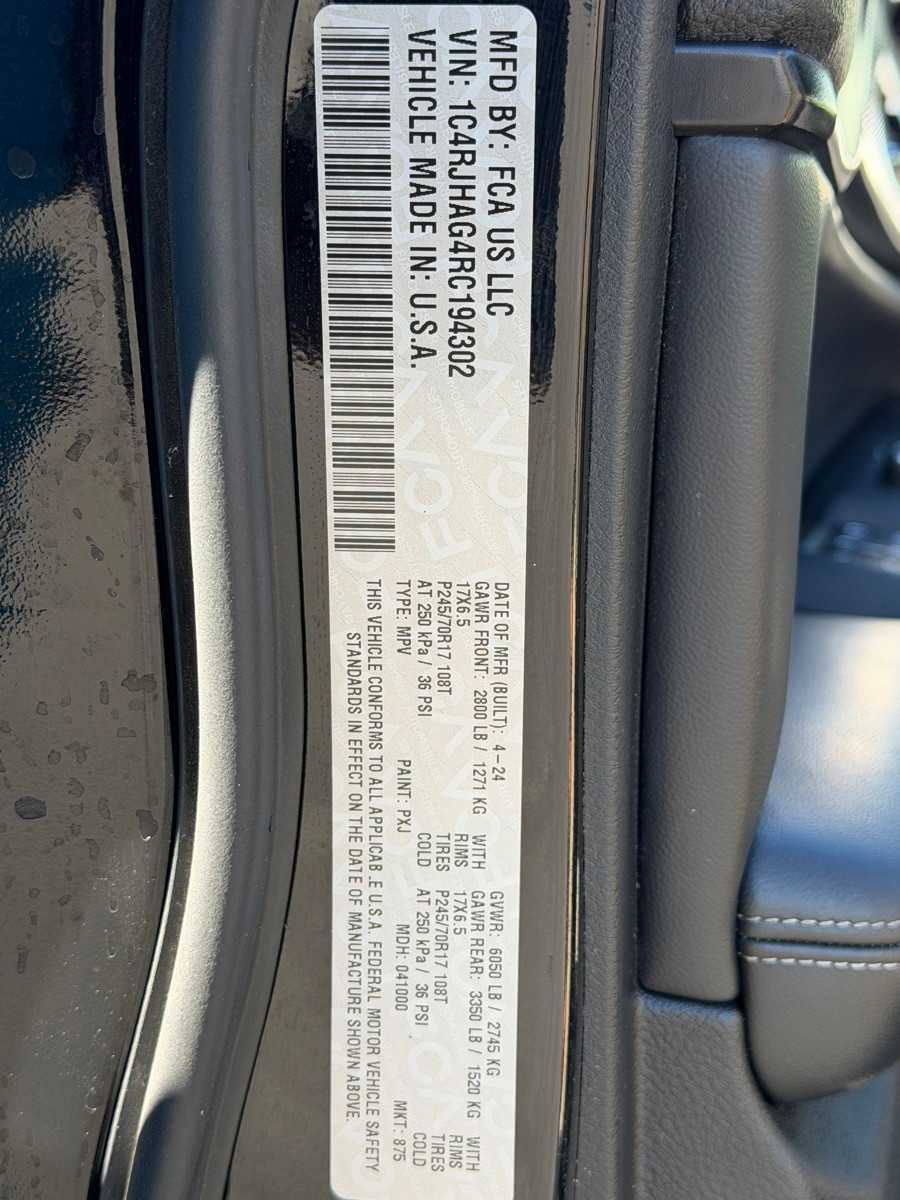 MFD BY: FCA US LLC
VIN: 1C4RJHAG4RC194302
VEHICLE MADE IN: U.S.A.
DATE OF MFR (BUILT): 4-24 GVWR: 6050 LB / 2745 KG
GAWR FRONT: 2800 LB / 1271 KG WITH GAWR REAR: 3350 LB / 1520 KG WITH
17X6.5 RIMS 17X6.5 RIMS
P245/70R17 108T TIRES P245/70R17 108T TIRES
AT 250 kPa / 36 PSI COLD AT 250 kPa / 36 PSI COLD
TYPE: MPV PAINT: PXJ MDH: 041000 MKT: 875
THIS VEHICLE CONFORMS TO ALL APPLICABLE U.S.A. FEDERAL MOTOR VEHICLE SAFETY
STANDARDS IN EFFECT ON THE DATE OF MANUFACTURE SHOWN ABOVE.